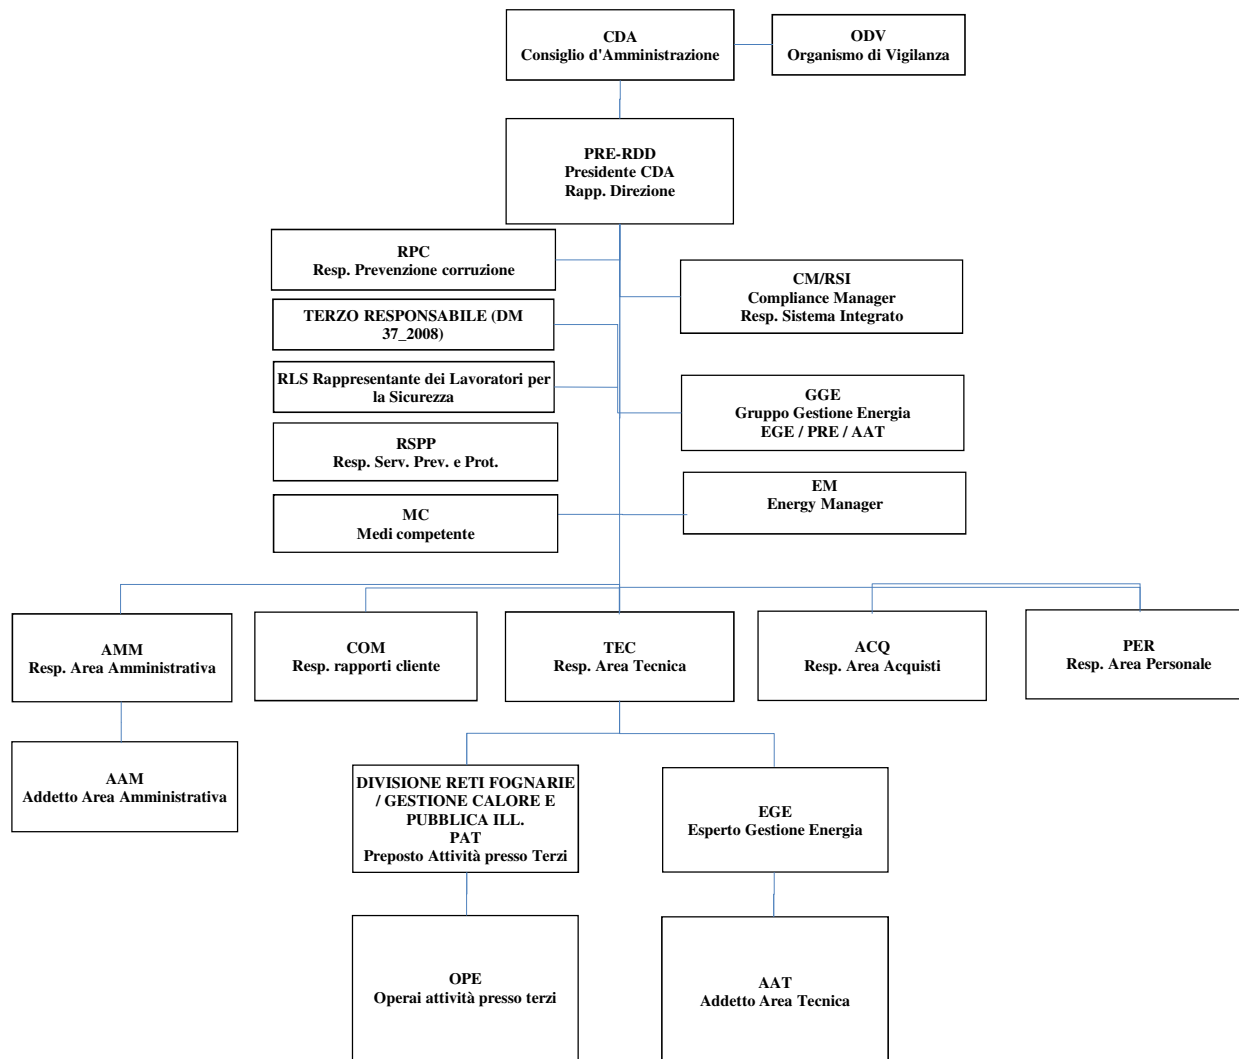 CDA
Consiglio d'Amministrazione
ODV
Organismo di Vigilanza
PRE-RDD
Presidente CDA
Rapp. Direzione
RPC
Resp. Prevenzione corruzione
CM/RSI
Compliance Manager
Resp. Sistema Integrato
TERZO RESPONSABILE (DM
37_2008)
RLS Rappresentante dei Lavoratori per
la Sicurezza
GGE
Gruppo Gestione Energia
EGE / PRE / AAT
RSPP
Resp. Serv. Prev. e Prot.
EM
Energy Manager
MC
Medi competente
AMM
Resp. Area Amministrativa
COM
Resp. rapporti cliente
TEC
Resp. Area Tecnica
ACQ
Resp. Area Acquisti
PER
Resp. Area Personale
AAM
Addetto Area Amministrativa
DIVISIONE RETI FOGNARIE
/ GESTIONE CALORE E
PUBBLICA ILL.
PAT
Preposto Attività presso Terzi
EGE
Esperto Gestione Energia
OPE
Operai attività presso terzi
AAT
Addetto Area Tecnica